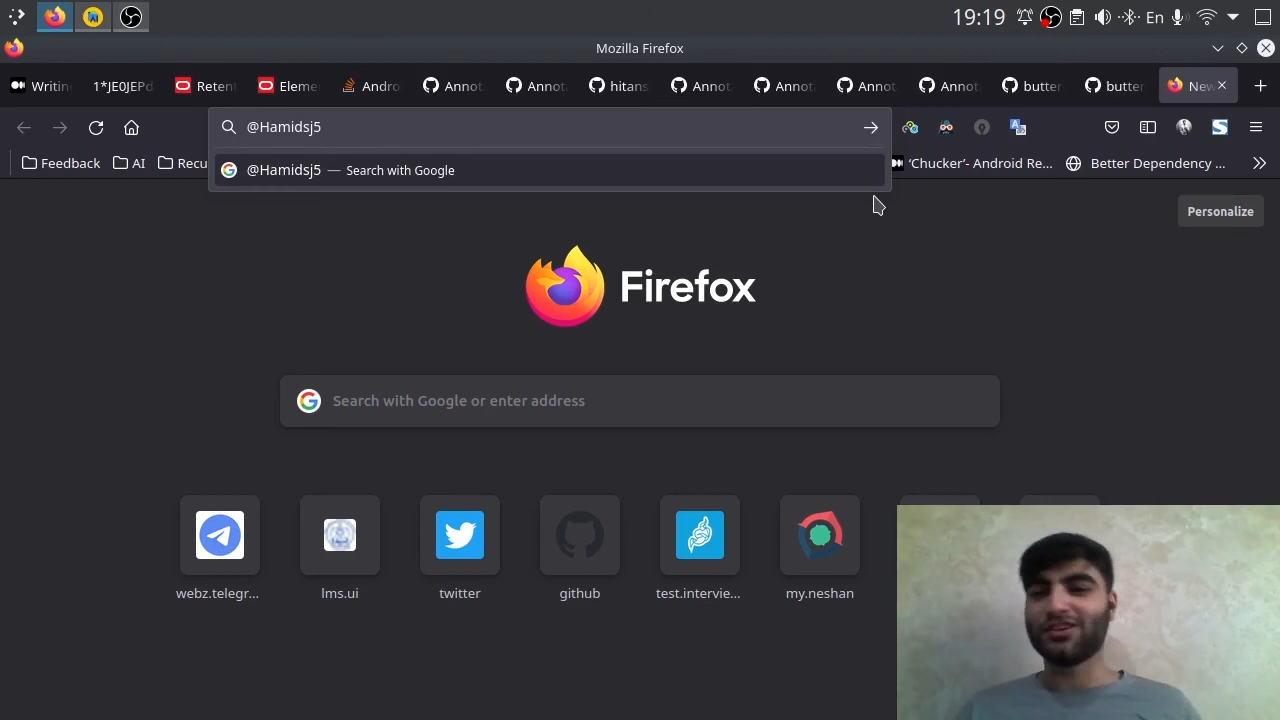 19:19
En
Mozilla Firefox
Writin
1*JE0JEPd
Reten
Eleme
Andro
Annot
Annot
hitans
Annot
Annot
Annot
Annot
butter
butter
New
@Hamidsj5
Feedback
AI
Recu
@Hamidsj5 — Search with Google
‘Chucker’- Android Re...
Better Dependency ...
Personalize
Firefox
Search with Google or enter address
webz.telegr...
lms.ui
twitter
github
test.intervie...
my.neshan